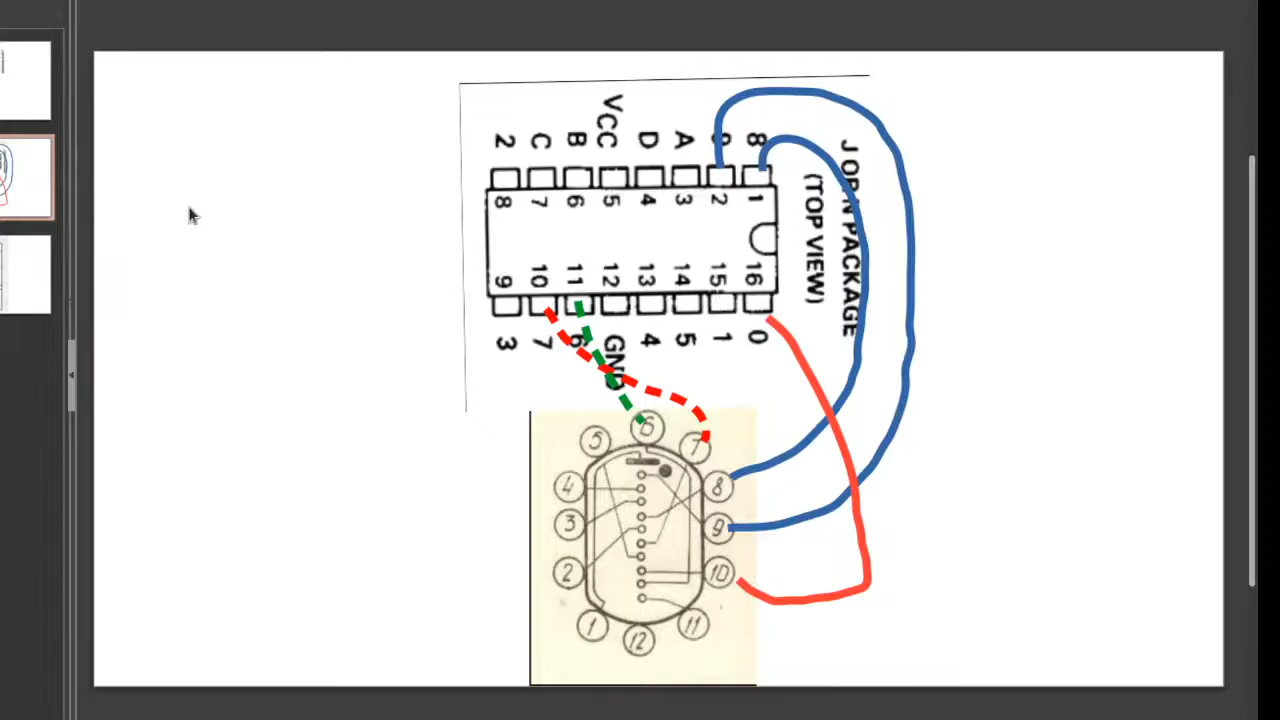 2 C B VCC D A 9 8
8 7 6 5 4 3 2 1
9 10 11 12 13 14 15 16
3 7 6 GND 4 5 1 0
J OR N PACKAGE
(TOP VIEW)
6
5 7
4 8
3 9
2 10
1 11
12